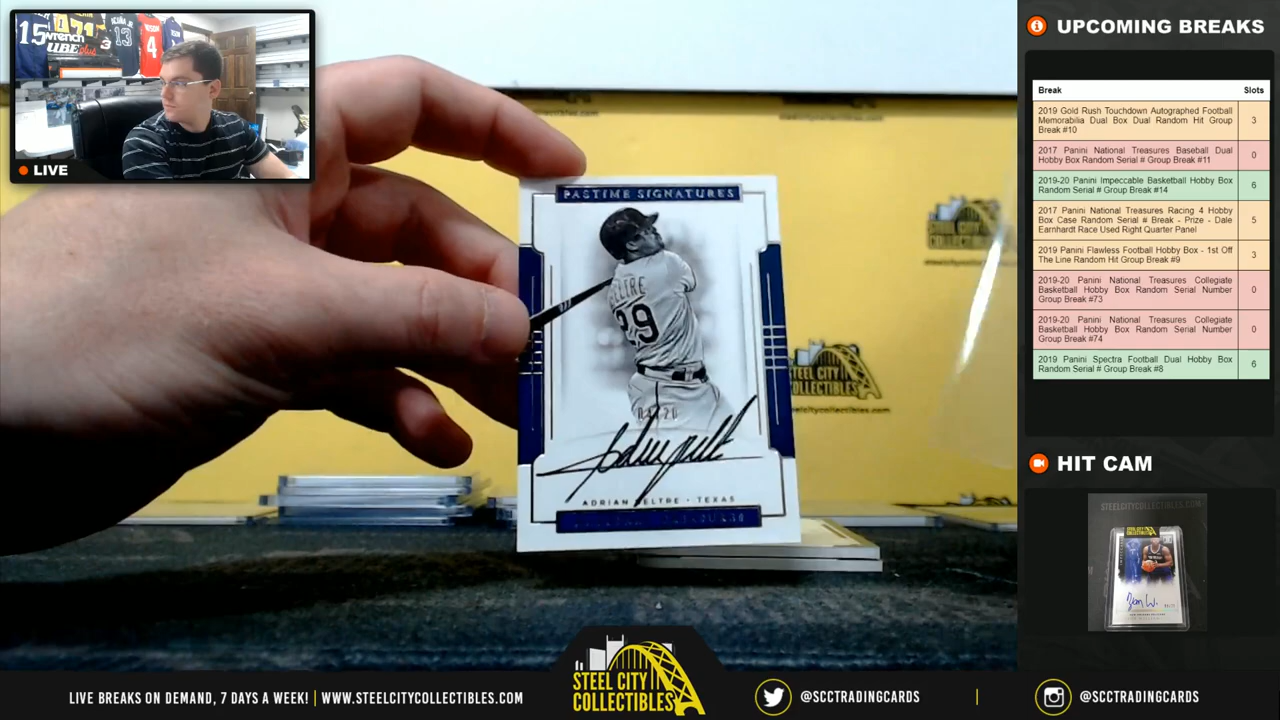 LIVE
PASTIME SIGNATURES
29
ADRIAN BELTRE • TEXAS
STEEL CITY
COLLECTIBLES
steelcitycollectibles.com
UPCOMING BREAKS
Break Slots
2019 Gold Rush Touchdown Autographed Football
Memorabilia Dual Box Dual Random Hit Group
Break #10
3
2017 Panini National Treasures Baseball Dual
Hobby Box Random Serial # Group Break #11
0
2019-20 Panini Impeccable Basketball Hobby Box
Random Serial # Group Break #14
6
2017 Panini National Treasures Racing 4 Hobby
Box Case Random Serial # Break - Prize - Dale
Earnhardt Race Used Right Quarter Panel
5
2019 Panini Flawless Football Hobby Box - 1st Off
The Line Random Hit Group Break #9
3
2019-20 Panini National Treasures Collegiate
Basketball Hobby Box Random Serial Number
Group Break #73
0
2019-20 Panini National Treasures Collegiate
Basketball Hobby Box Random Serial Number
Group Break #74
0
2019 Panini Spectra Football Dual Hobby Box
Random Serial # Group Break #8
6
HIT CAM
STEELCITYCOLLECTIBLES.COM
LIVE BREAKS ON DEMAND, 7 DAYS A WEEK! | WWW.STEELCITYCOLLECTIBLES.COM
STEEL CITY
COLLECTIBLES
@SCCTRADINGCARDS | @SCCTRADINGCARDS